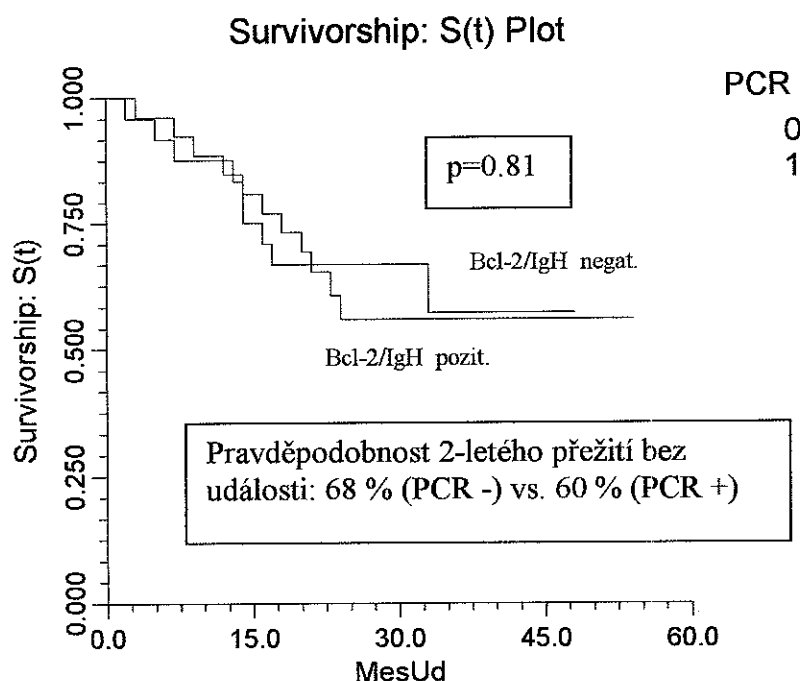 Survivorship: S(t) Plot
PCR
0
1
p=0.81
Bcl-2/IgH negat.
Bcl-2/IgH pozit.
Pravděpodobnost 2-letého přežití bez
události: 68 % (PCR -) vs. 60 % (PCR +)
Survivorship: S(t)
1.000
0.750
0.500
0.250
0.000
0.0 15.0 30.0 45.0 60.0
MesUd